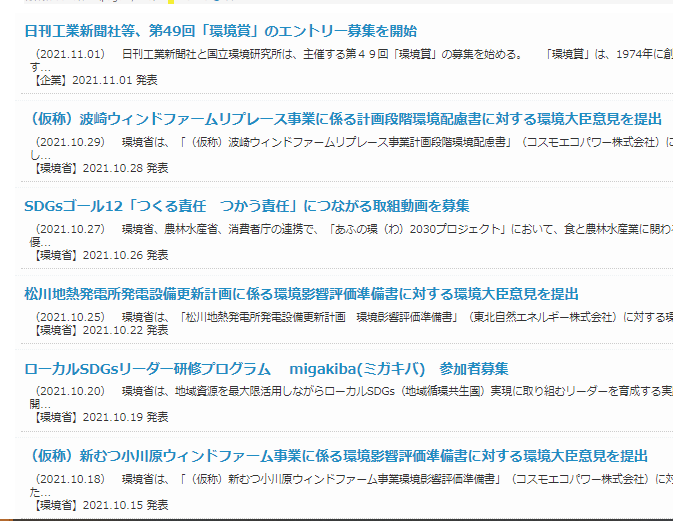 日刊工業新聞社等、第49回「環境賞」のエントリー募集を開始
（2021.11.01）　日刊工業新聞社と国立環境研究所は、主催する第４９回「環境賞」の募集を始める。　「環境賞」は、1974年に創
す...
【企業】2021.11.01 発表
（仮称）波崎ウィンドファームリプレース事業に係る計画段階環境配慮書に対する環境大臣意見を提出
（2021.10.29）　環境省は、「（仮称）波崎ウィンドファームリプレース事業計画段階環境配慮書」（コスモエコパワー株式会社）に
し...
【環境省】2021.10.28 発表
SDGsゴール12「つくる責任　つかう責任」につながる取組動画を募集
（2021.10.27）　環境省、農林水産省、消費者庁の連携で、「あふの環（わ）2030プロジェクト」において、食と農林水産業に関わる
優...
【環境省】2021.10.26 発表
松川地熱発電所発電設備更新計画に係る環境影響評価準備書に対する環境大臣意見を提出
（2021.10.25）　環境省は、「松川地熱発電所発電設備更新計画　環境影響評価準備書」（東北自然エネルギー株式会社）に対する環
【環境省】2021.10.22 発表
ローカルSDGsリーダー研修プログラム　migakiba(ミガキバ)　参加者募集
（2021.10.20）　環境省は、地域資源を最大限活用しながらローカルSDGs（地域循環共生圏）実現に取り組むリーダーを育成する実
開...
【環境省】2021.10.19 発表
（仮称）新むつ小川原ウィンドファーム事業に係る環境影響評価準備書に対する環境大臣意見を提出
（2021.10.18）　環境省は、「（仮称）新むつ小川原ウィンドファーム事業環境影響評価準備書」（コスモエコパワー株式会社）に対
た...
【環境省】2021.10.15 発表